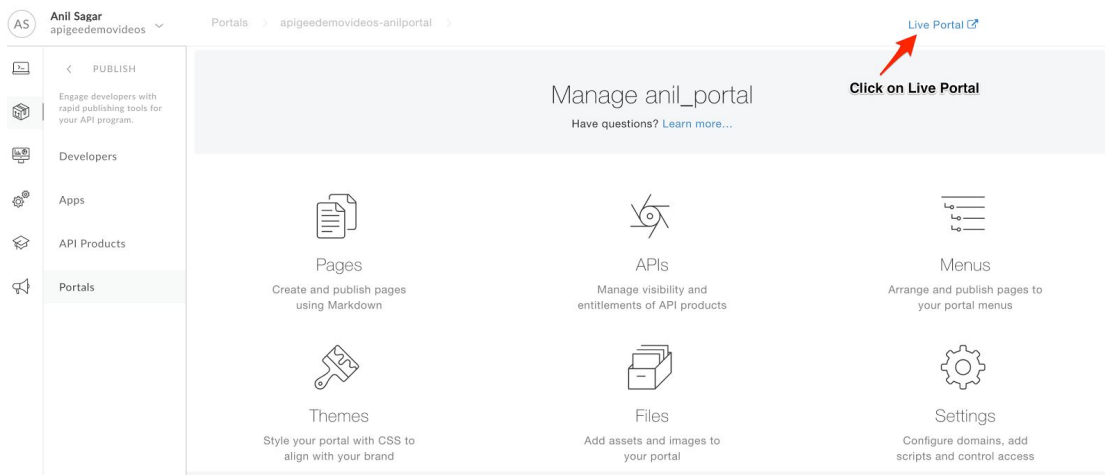 AS
Anil Sagar
apigeedemovideos
Portals > apigeedemovideos-anilportal >
Live Portal
Click on Live Portal
< PUBLISH
Engage developers with
rapid publishing tools for
your API program.
Developers
Apps
API Products
Portals
Manage anil_portal
Have questions? Learn more...
Pages
Create and publish pages
using Markdown
APIs
Manage visibility and
entitlements of API products
Menus
Arrange and publish pages to
your portal menus
Themes
Style your portal with CSS to
align with your brand
Files
Add assets and images to
your portal
Settings
Configure domains, add
scripts and control access